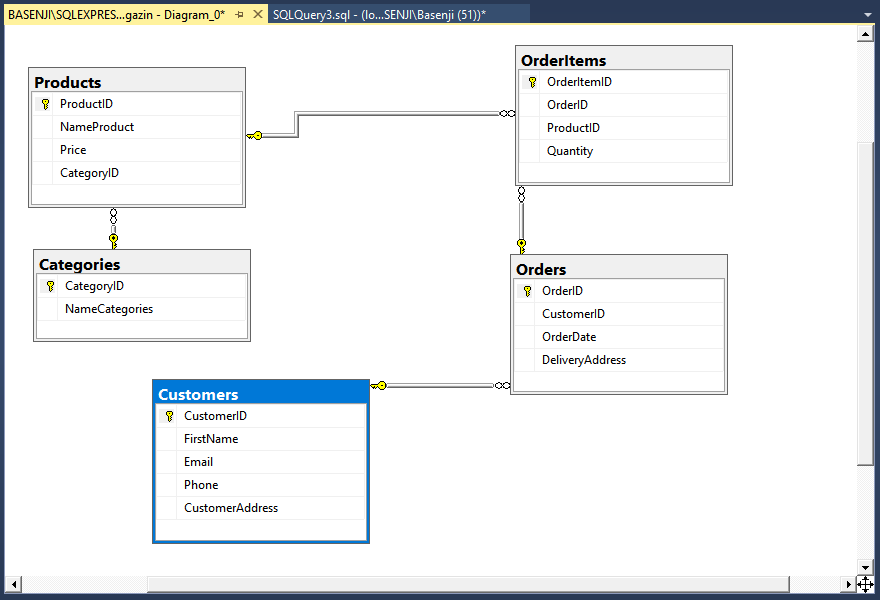 BASENJI\SQLEXPRES...gazin - Diagram_0*
SQLQuery3.sql - (lo...SENJI\Basenji (51))*
Products
ProductID
NameProduct
Price
CategoryID
OrderItems
OrderItemID
OrderID
ProductID
Quantity
Categories
CategoryID
NameCategories
Orders
OrderID
CustomerID
OrderDate
DeliveryAddress
Customers
CustomerID
FirstName
Email
Phone
CustomerAddress